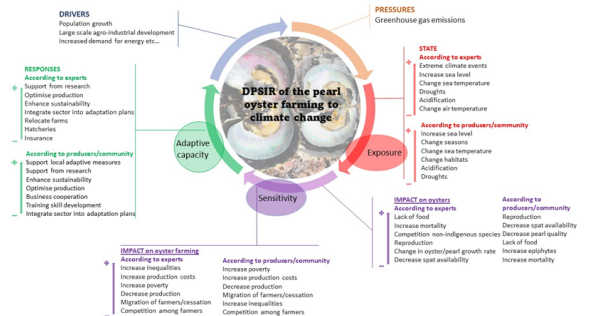 DRIVERS
Population growth
Large scale agro-industrial development
Increased demand for energy etc...
PRESSURES
Greenhouse gas emissions
DPSIR of the pearl
oyster farming to
climate change
STATE
According to experts
+
Extreme climate events
Increase sea level
Change sea temperature
Droughts
Acidification
Change air temperature
–
According to producers/community
+
Increase sea level
Change seasons
Change sea temperature
Change habitats
Acidification
Droughts
–
Exposure
RESPONSES
According to experts
+
Support from research
Optimise production
Enhance sustainability
Integrate sector into adaptation plans
Relocate farms
Hatcheries
Insurance
–
According to producers/community
+
Support local adaptive measures
Support from research
Enhance sustainability
Optimise production
Business cooperation
Training skill development
Integrate sector into adaptation plans
–
Adaptive
capacity
Sensitivity
IMPACT on oysters
According to experts
+
Lack of food
Increase mortality
Competition non-indigenous species
Reproduction
Change in oyster/pearl growth rate
Decrease spat availability
–
According to
producers/community
Reproduction
Decrease spat availability
Decrease pearl quality
Lack of food
Increase epiphytes
Increase mortality
IMPACT on oyster farming
According to experts
+
Increase inequalities
Increase production costs
Increase poverty
Decrease production
Migration of farmers/cessation
Competition among farmers
–
According to producers/community
Increase poverty
Increase production costs
Decrease production
Migration of farmers/cessation
Increase inequalities
Competition among farmers